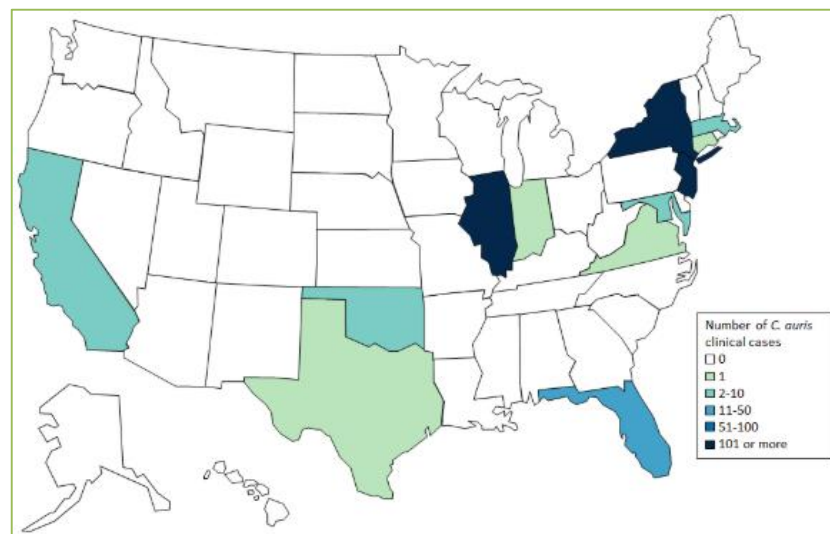 Number of C. auris
clinical cases
0
1
2-10
11-50
51-100
101 or more